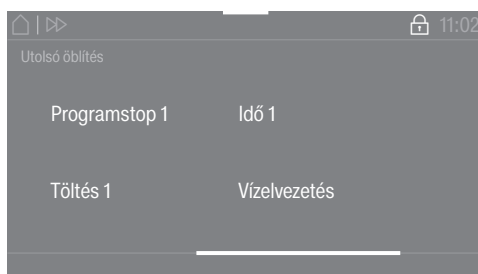 11:02
Utolsó öblítés
Programstop 1 Idő 1
Töltés 1 Vízelvezetés